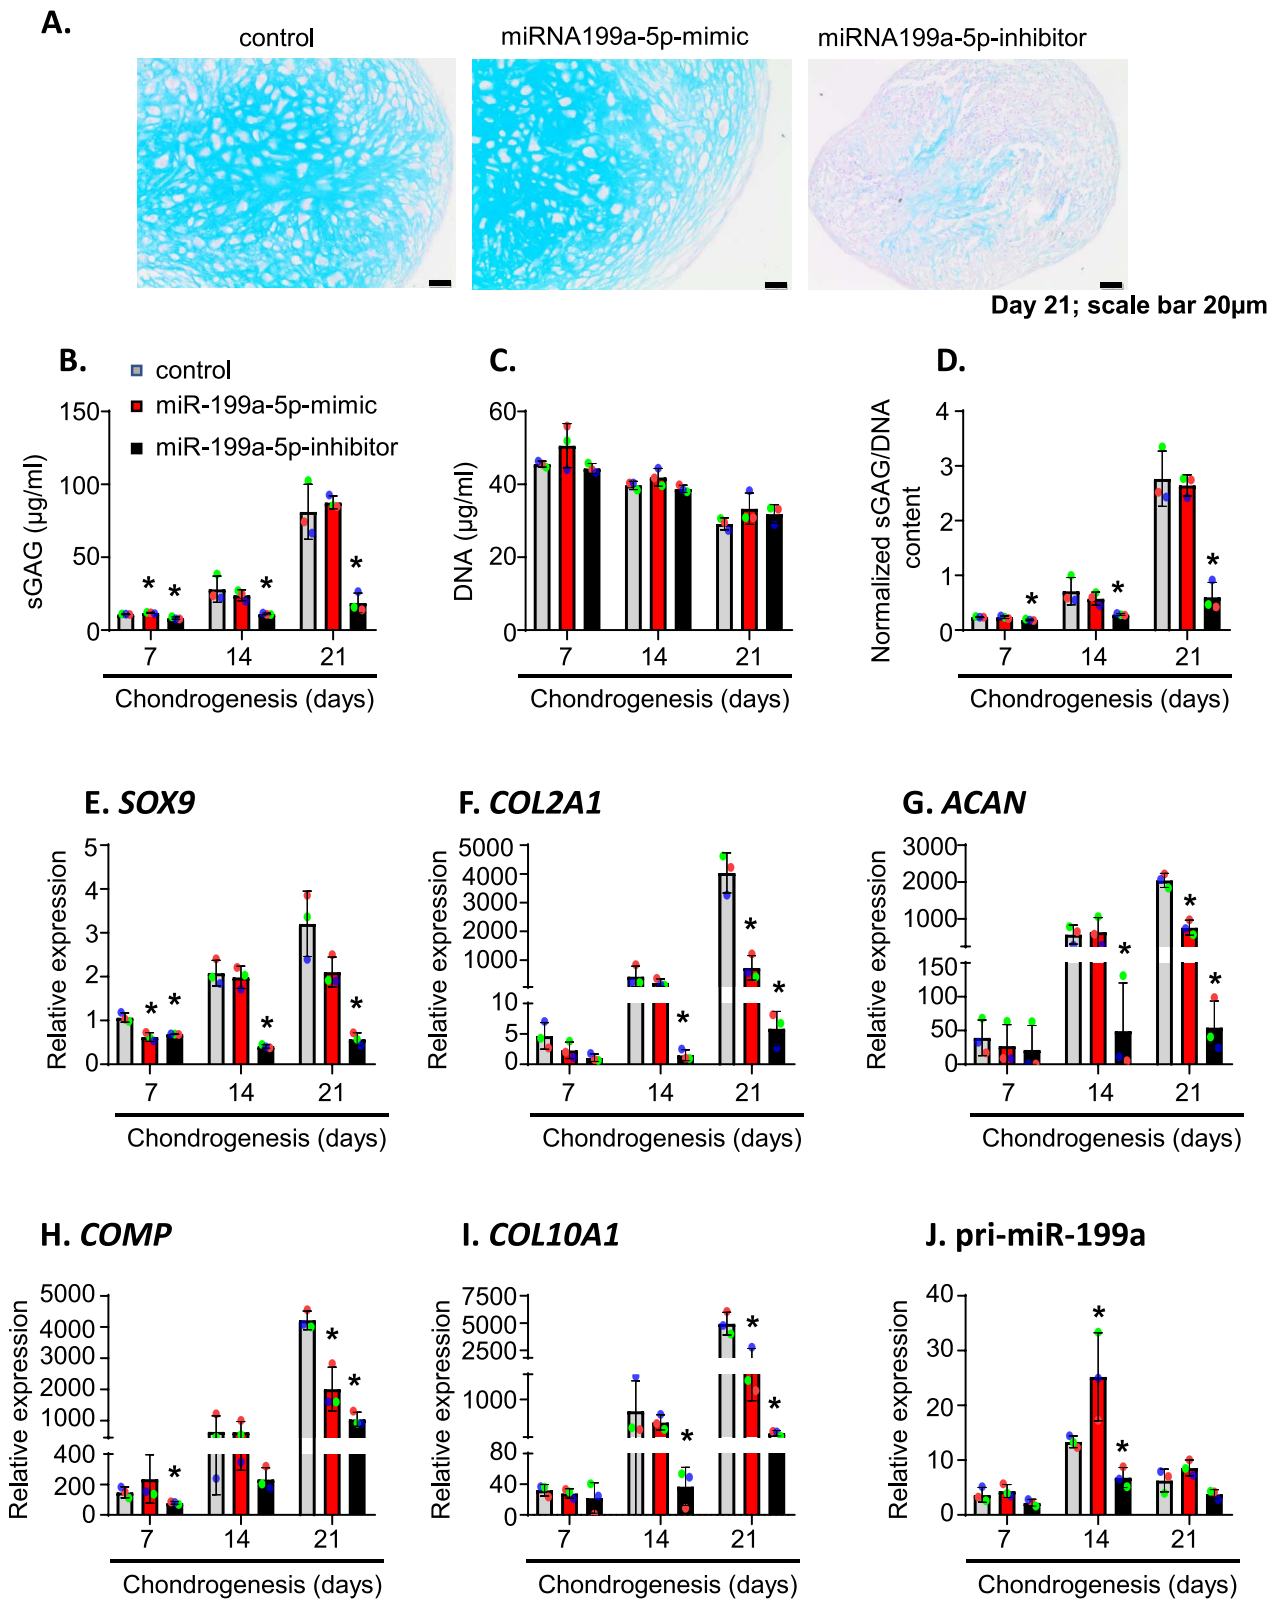 A.
control miRNA199a-5p-mimic miRNA199a-5p-inhibitor
Day 21; scale bar 20µm
B.
control
miR-199a-5p-mimic
miR-199a-5p-inhibitor
sGAG (µg/ml)
150
100
50
0
* * * *
7 14 21
Chondrogenesis (days)
C.
DNA (µg/ml)
60
40
20
0
7 14 21
Chondrogenesis (days)
D.
Normalized sGAG/DNA
content
4
3
2
1
0
* * *
7 14 21
Chondrogenesis (days)
E. SOX9
Relative expression
5
4
3
2
1
0
* * * *
7 14 21
Chondrogenesis (days)
F. COL2A1
Relative expression
5000
4000
3000
2000
1000
10
5
0
* * *
7 14 21
Chondrogenesis (days)
G. ACAN
Relative expression
3000
2000
1000
150
100
50
0
* * *
7 14 21
Chondrogenesis (days)
H. COMP
Relative expression
5000
4000
3000
2000
1000
400
200
0
* * *
7 14 21
Chondrogenesis (days)
I. COL10A1
Relative expression
7500
5000
2500
1000
80
40
0
* * *
7 14 21
Chondrogenesis (days)
J. pri-miR-199a
Relative expression
40
30
20
10
0
* *
7 14 21
Chondrogenesis (days)